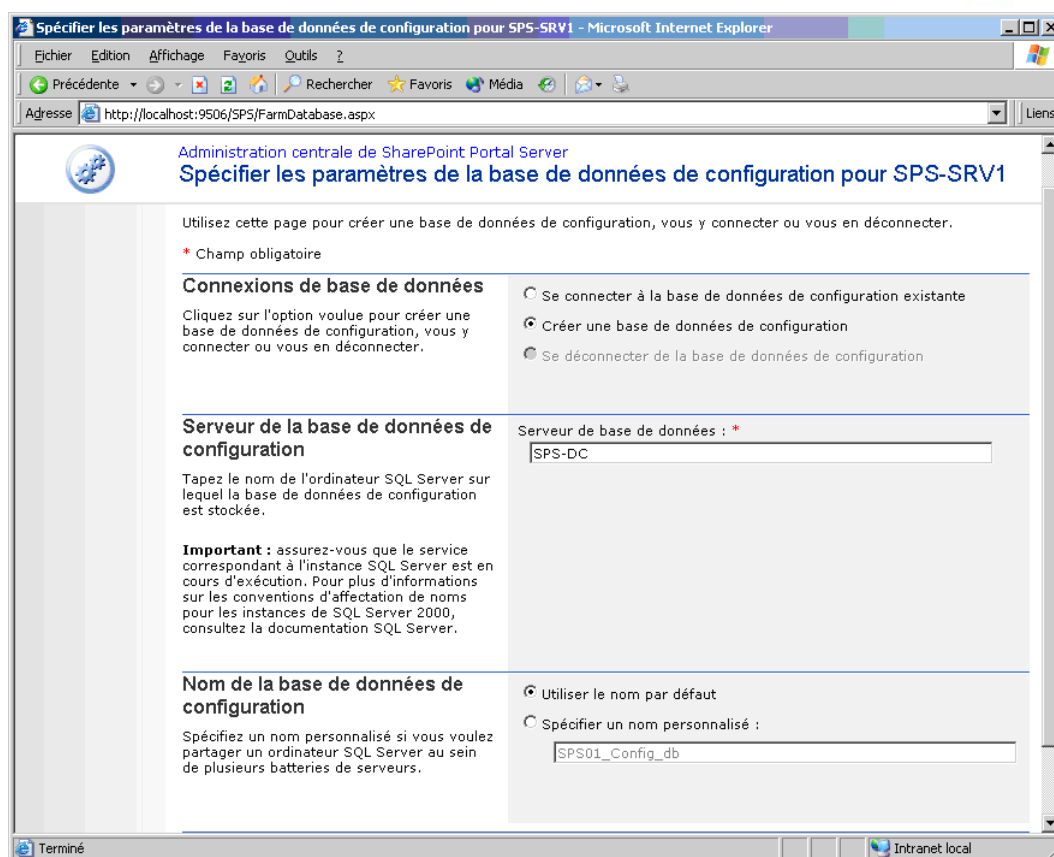 Spécifier les paramètres de la base de données de configuration pour SPS-SRV1 - Microsoft Internet Explorer
Fichier Edition Affichage Favoris Outils ?
Précédente Rechercher Favoris Média
Adresse http://localhost:9506/SPS/FarmDatabase.aspx Liens
Administration centrale de SharePoint Portal Server
Spécifier les paramètres de la base de données de configuration pour SPS-SRV1
Utilisez cette page pour créer une base de données de configuration, vous y connecter ou vous en déconnecter.
* Champ obligatoire
Connexions de base de données
Cliquez sur l'option voulue pour créer une
base de données de configuration, vous y
connecter ou vous en déconnecter.
Se connecter à la base de données de configuration existante
Créer une base de données de configuration
Se déconnecter de la base de données de configuration
Serveur de la base de données de
configuration
Tapez le nom de l'ordinateur SQL Server sur
lequel la base de données de configuration
est stockée.
Important : assurez-vous que le service
correspondant à l'instance SQL Server est en
cours d'exécution. Pour plus d'informations
sur les conventions d'affectation de noms
pour les instances de SQL Server 2000,
consultez la documentation SQL Server.
Serveur de base de données : *
SPS-DC
Nom de la base de données de
configuration
Spécifiez un nom personnalisé si vous voulez
partager un ordinateur SQL Server au sein
de plusieurs batteries de serveurs.
Utiliser le nom par défaut
Spécifier un nom personnalisé :
SPS01_Config_db
Terminé Intranet local